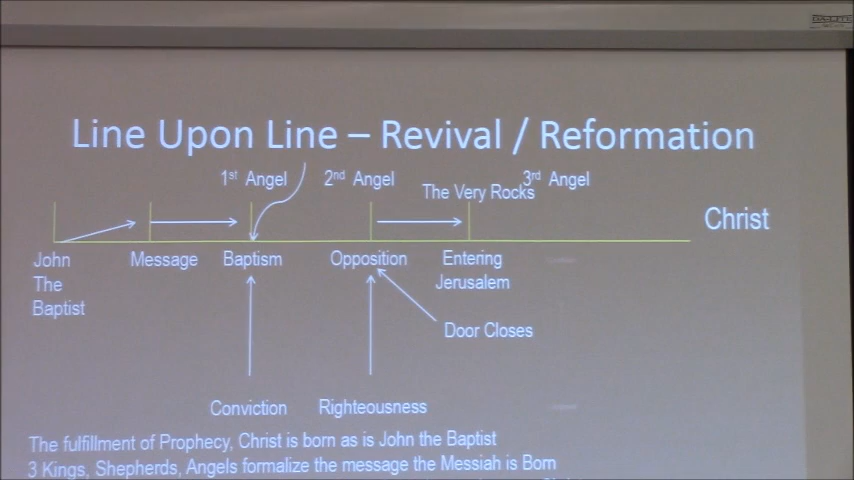 Line Upon Line – Revival / Reformation
1st Angel
2nd Angel
3rd Angel
The Very Rocks
Christ
John
The
Baptist
Message
Baptism
Opposition
Entering
Jerusalem
Door Closes
Conviction
Righteousness
The fulfillment of Prophecy, Christ is born as is John the Baptist
3 Kings, Shepherds, Angels formalize the message the Messiah is Born